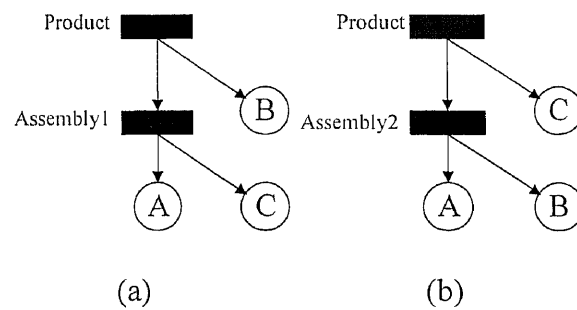 Product
Product
B
C
Assembly1
Assembly2
A
C
A
B
(a)
(b)